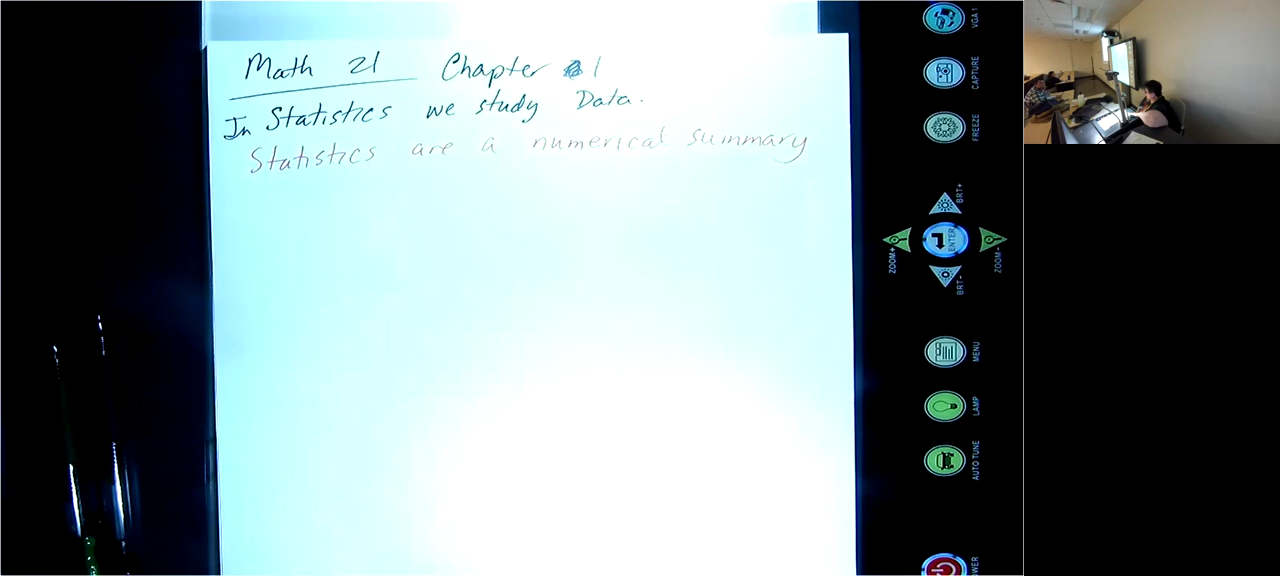 Math 21 Chapter 1
In Statistics we study Data.
Statistics are a numerical summary
VGA 1
CAPTURE
FREEZE
BRT+
ZOOM+
ENTER
ZOOM-
BRT-
MENU
LAMP
AUTO TUNE